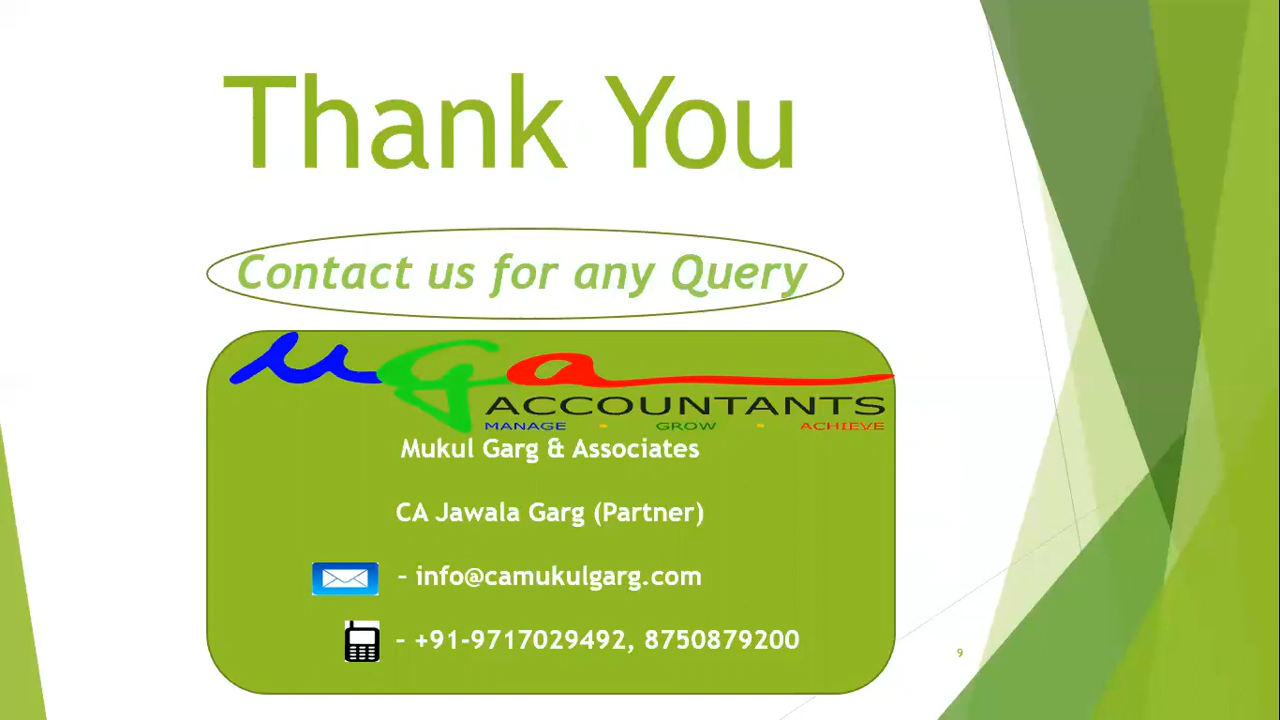 Thank You
Contact us for any Query
MGa
ACCOUNTANTS
MANAGE - GROW - ACHIEVE
Mukul Garg & Associates
CA Jawala Garg (Partner)
– info@camukulgarg.com
– +91-9717029492, 8750879200
9